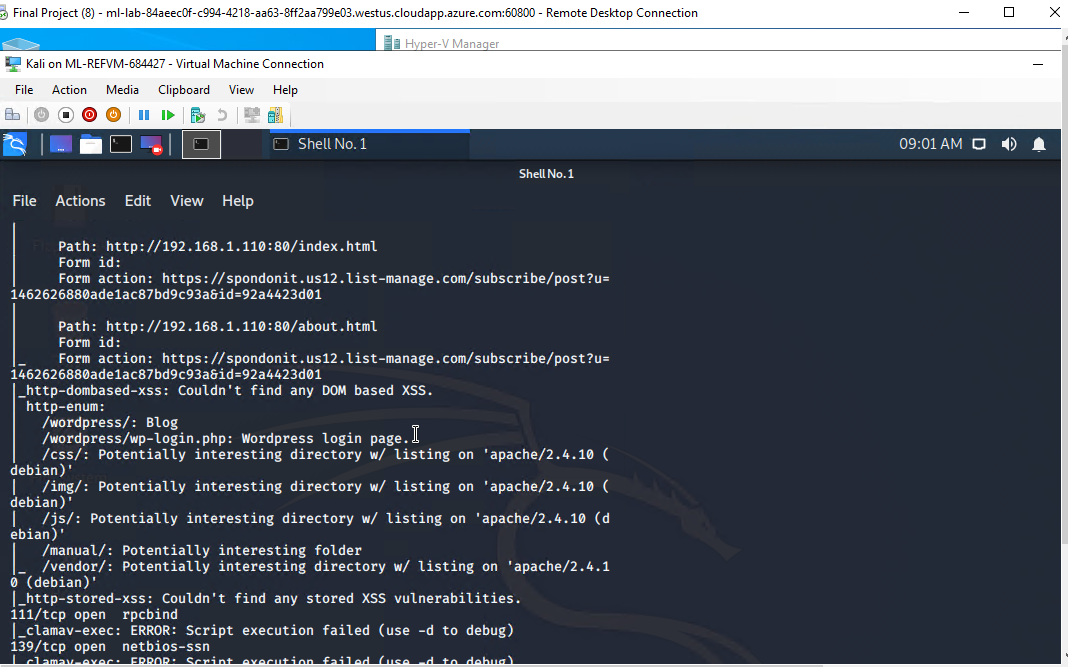 Final Project (8) - ml-lab-84aeec0f-c994-4218-aa63-8ff2aa799e03.westus.cloudapp.azure.com:60800 - Remote Desktop Connection
Hyper-V Manager
Kali on ML-REFVM-684427 - Virtual Machine Connection
File Action Media Clipboard View Help
Shell No. 1
09:01 AM
Shell No.1
File Actions Edit View Help
|
|     Path: http://192.168.1.110:80/index.html
|     Form id:
|     Form action: https://spondonit.us12.list-manage.com/subscribe/post?u=
1462626880ade1ac87bd9c93a&id=92a4423d01
|
|     Path: http://192.168.1.110:80/about.html
|     Form id:
|_    Form action: https://spondonit.us12.list-manage.com/subscribe/post?u=
1462626880ade1ac87bd9c93a&id=92a4423d01
|_http-dombased-xss: Couldn't find any DOM based XSS.
| http-enum:
|   /wordpress/: Blog
|   /wordpress/wp-login.php: Wordpress login page.
|   /css/: Potentially interesting directory w/ listing on 'apache/2.4.10 (
debian)'
|   /img/: Potentially interesting directory w/ listing on 'apache/2.4.10 (
debian)'
|   /js/: Potentially interesting directory w/ listing on 'apache/2.4.10 (d
ebian)'
|   /manual/: Potentially interesting folder
|_  /vendor/: Potentially interesting directory w/ listing on 'apache/2.4.1
0 (debian)'
|_http-stored-xss: Couldn't find any stored XSS vulnerabilities.
111/tcp open  rpcbind
|_clamav-exec: ERROR: Script execution failed (use -d to debug)
139/tcp open  netbios-ssn
|_clamav-exec: ERROR: Script execution failed (use -d to debug)